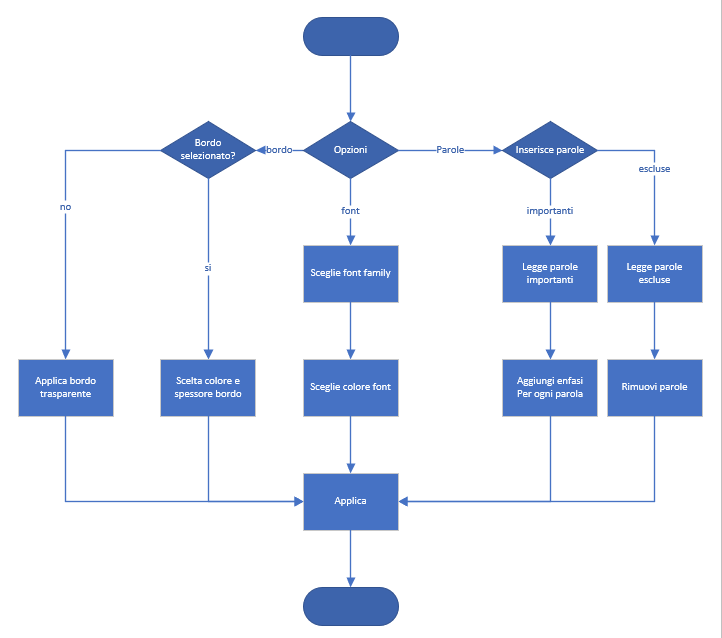 Bordo
selezionato?
bordo
Opzioni
Parole
Inserisce parole
escluse
no
font
importanti
si
Sceglie font family
Legge parole
importanti
Legge parole
escluse
Applica bordo
trasparente
Scelta colore e
spessore bordo
Sceglie colore font
Aggiungi enfasi
Per ogni parola
Rimuovi parole
Applica